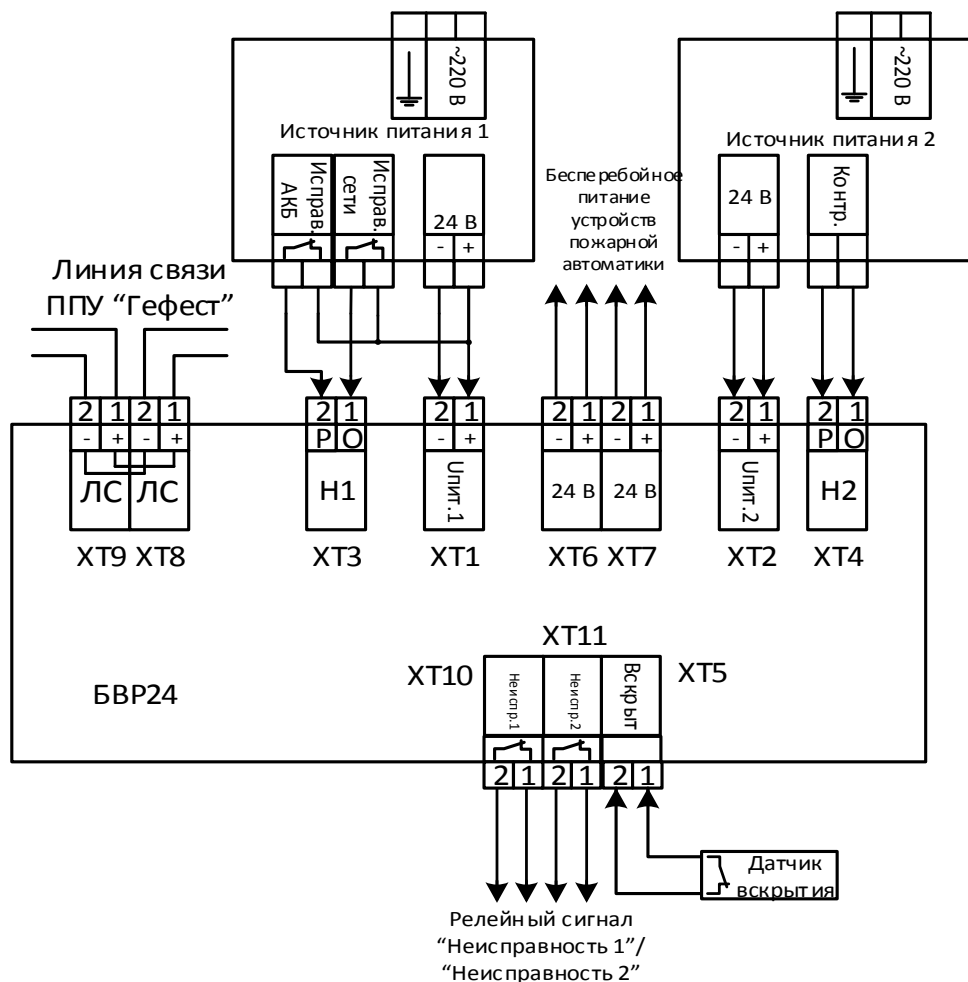 ~220 В
~220 В
Источник питания 1
Источник питания 2
Исправ.
АКБ
Исправ.
сети
24 В
- +
Бесперебойное
питание
устройств
пожарной
автоматики
24 В
- +
Контр.
Линия связи
ППУ “Гефест”
2 1 2 1
- + - +
ЛС ЛС
2 1
Р О
Н1
2 1
- +
Uпит.1
2 1 2 1
- + - +
24 В 24 В
2 1
- +
Uпит.2
2 1
Р О
Н2
ХТ9 ХТ8 ХТ3 ХТ1 ХТ6 ХТ7 ХТ2 ХТ4
ХТ11
ХТ10
ХТ5
БВР24
Неиспр.1
Неиспр.2
Вскрыт
2 1 2 1 2 1
Датчик
вскрытия
Релейный сигнал
“Неисправность 1”/
“Неисправность 2”